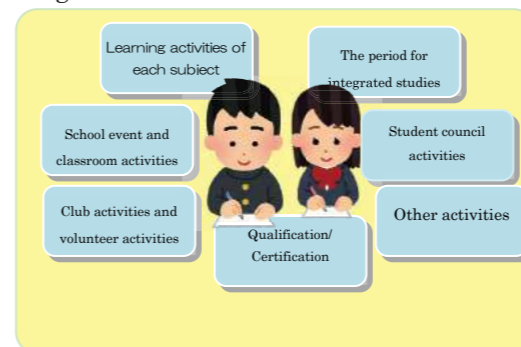 Learning activities of
each subject
The period for
integrated studies
School event and
classroom activities
Student council
activities
Club activities and
volunteer activities
Other activities
Qualification/
Certification